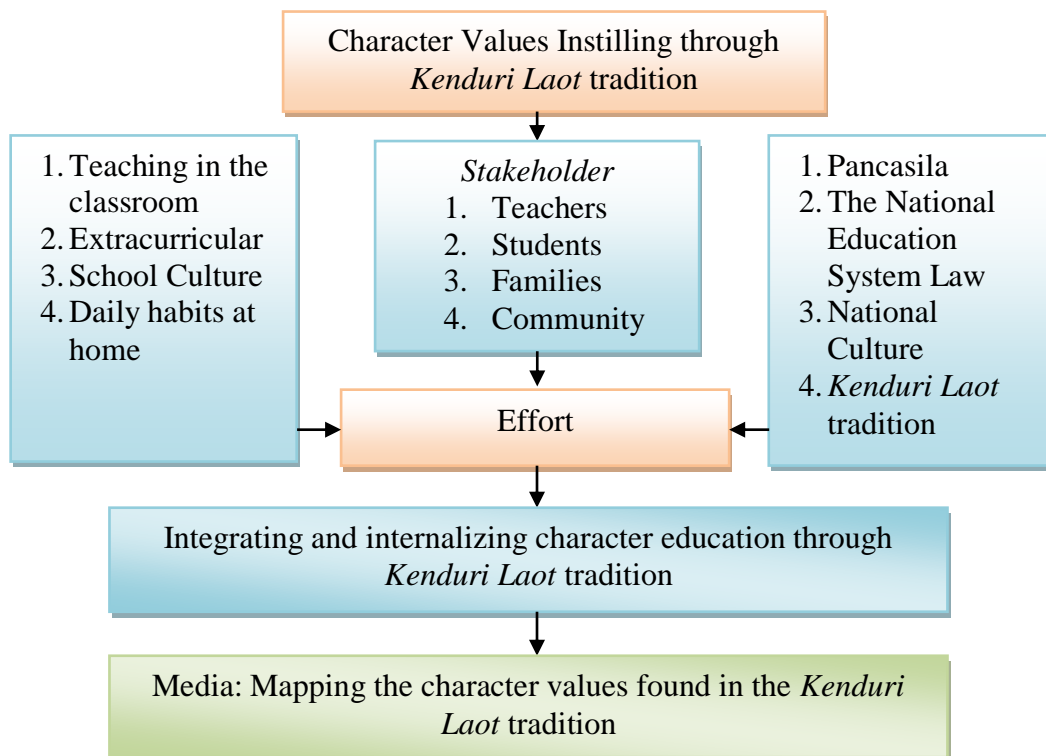 Character Values Instilling through
Kenduri Laot tradition
1. Teaching in the
classroom
2. Extracurricular
3. School Culture
4. Daily habits at
home
Stakeholder
1. Teachers
2. Students
3. Families
4. Community
1. Pancasila
2. The National
Education
System Law
3. National
Culture
4. Kenduri Laot
tradition
Effort
Integrating and internalizing character education through
Kenduri Laot tradition
Media: Mapping the character values found in the Kenduri
Laot tradition